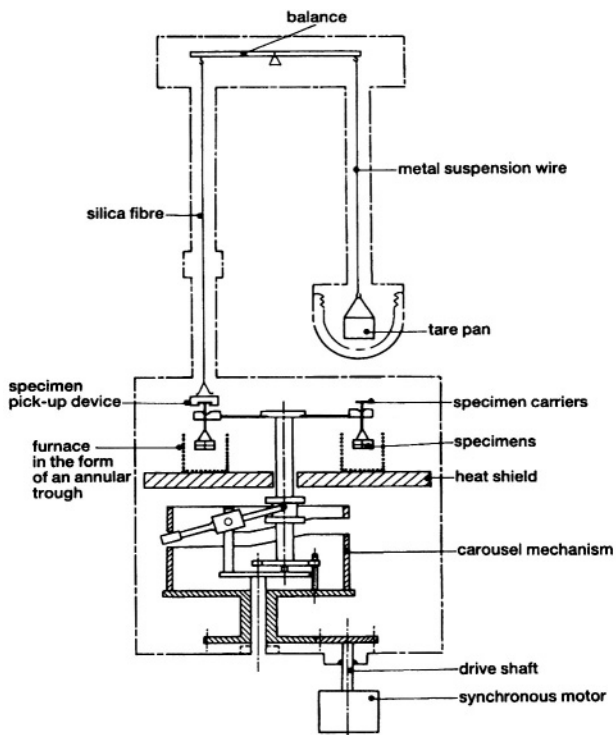 balance
metal suspension wire
silica fibre
tare pan
specimen
pick-up device
specimen carriers
furnace
in the form
of an annular
trough
specimens
heat shield
carousel mechanism
drive shaft
synchronous motor